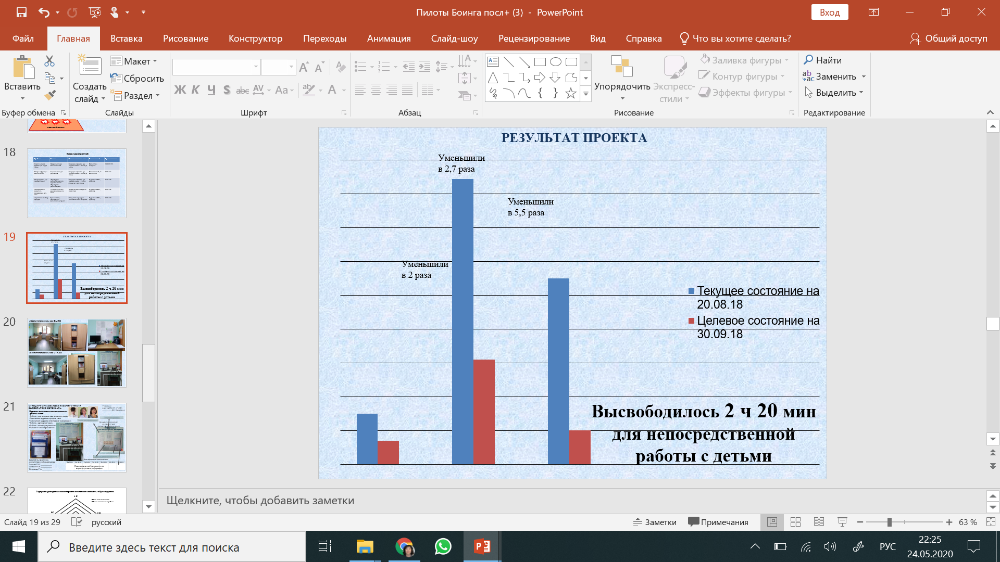 Пилоты Боинга посл+ (3) - PowerPoint
Вход
Файл
Главная
Вставка
Рисование
Конструктор
Переходы
Анимация
Слайд-шоу
Рецензирование
Вид
Справка
Что вы хотите сделать?
Общий доступ
Вставить
Буфер обмена
Создать
слайд
Макет
Сбросить
Раздел
Слайды
Ж К Ч S abc AV Aa A
Шрифт
Абзац
Упорядочить
Экспресс-
стили
Заливка фигуры
Контур фигуры
Эффекты фигуры
Рисование
Найти
Заменить
Выделить
Редактирование
18
19
20
21
22
РЕЗУЛЬТАТ ПРОЕКТА
Уменьшили
в 2,7 раза
Уменьшили
в 5,5 раза
Уменьшили
в 2 раза
Текущее состояние на
20.08.18
Целевое состояние на
30.09.18
Высвободилось 2 ч 20 мин
для непосредственной
работы с детьми
Щелкните, чтобы добавить заметки
Слайд 19 из 29
русский
Заметки
Примечания
63 %
Введите здесь текст для поиска
РУС
22:25
24.05.2020